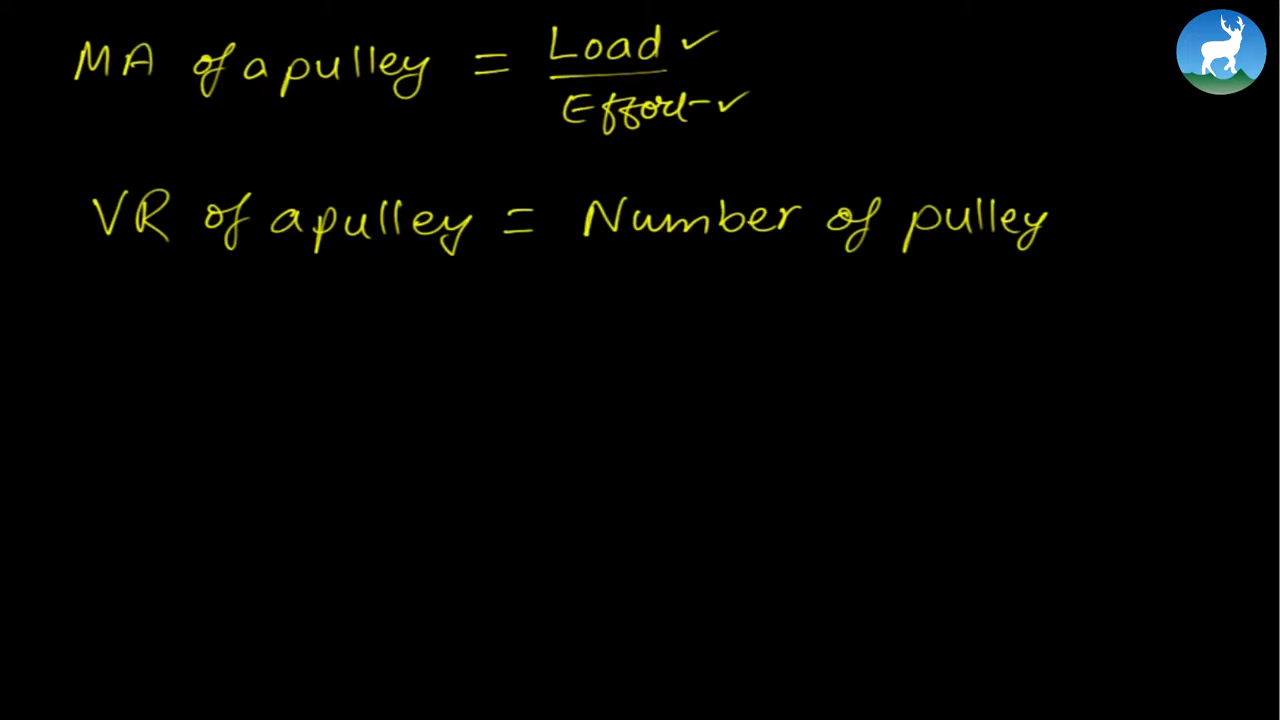 MA of a pulley = Load ✓
Effort ✓
VR of a pulley = Number of pulley